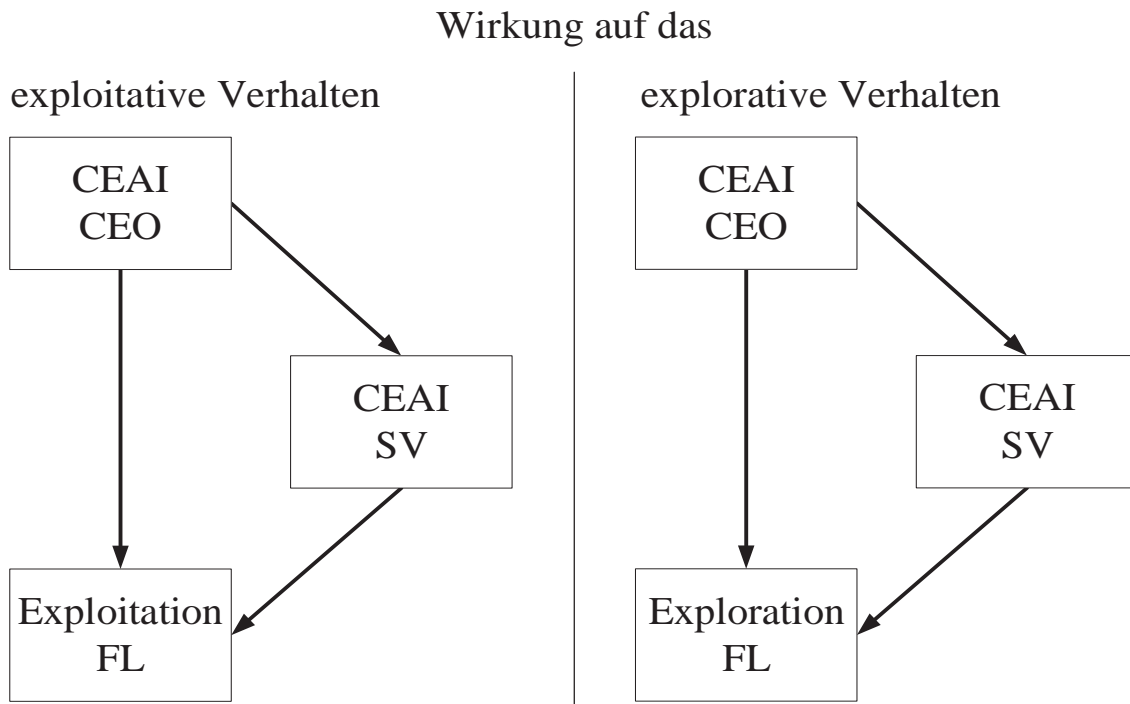 Wirkung auf das
exploitative Verhalten
CEAI
CEO
CEAI
SV
Exploitation
FL
explorative Verhalten
CEAI
CEO
CEAI
SV
Exploration
FL